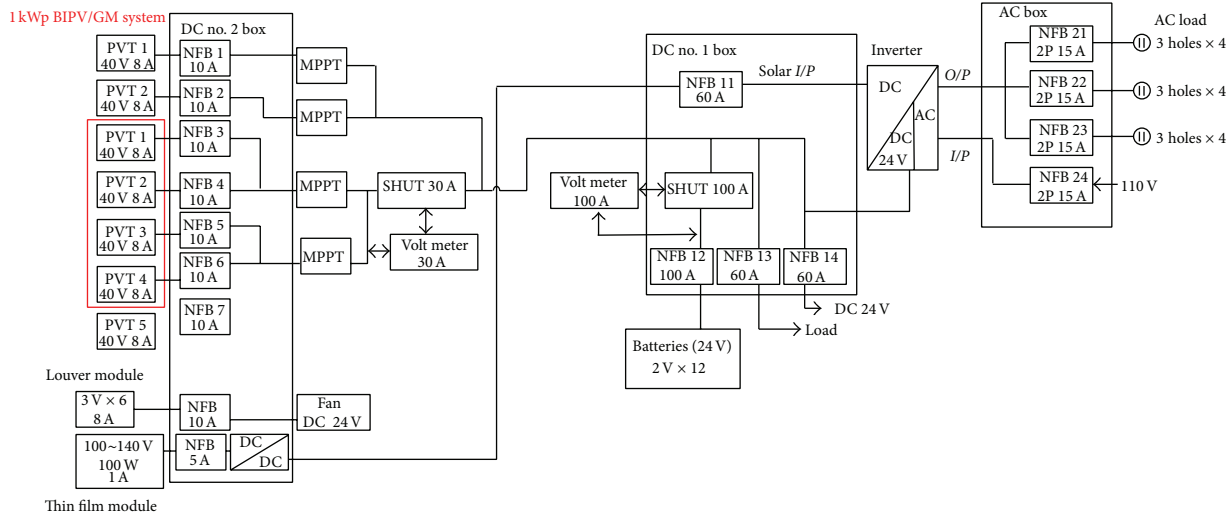 1 kWp BIPV/GM system
DC no. 2 box
PVT 1
40 V 8 A
NFB 1
10 A
MPPT
PVT 2
40 V 8 A
NFB 2
10 A
MPPT
PVT 1
40 V 8 A
NFB 3
10 A
PVT 2
40 V 8 A
NFB 4
10 A
MPPT
SHUT 30 A
PVT 3
40 V 8 A
NFB 5
10 A
MPPT
Volt meter
30 A
PVT 4
40 V 8 A
NFB 6
10 A
PVT 5
40 V 8 A
NFB 7
10 A
Louver module
3 V × 6
8 A
NFB
10 A
Fan
DC 24 V
100~140 V
100 W
1 A
NFB
5 A
DC
DC
Thin film module
DC no. 1 box
NFB 11
60 A
Solar I/P
Volt meter
100 A
SHUT 100 A
NFB 12
100 A
NFB 13
60 A
NFB 14
60 A
DC 24 V
Load
Batteries (24 V)
2 V × 12
Inverter
DC
AC
DC
24 V
O/P
I/P
AC box
AC load
NFB 21
2P 15 A
3 holes × 4
NFB 22
2P 15 A
3 holes × 4
NFB 23
2P 15 A
3 holes × 4
NFB 24
2P 15 A
110 V